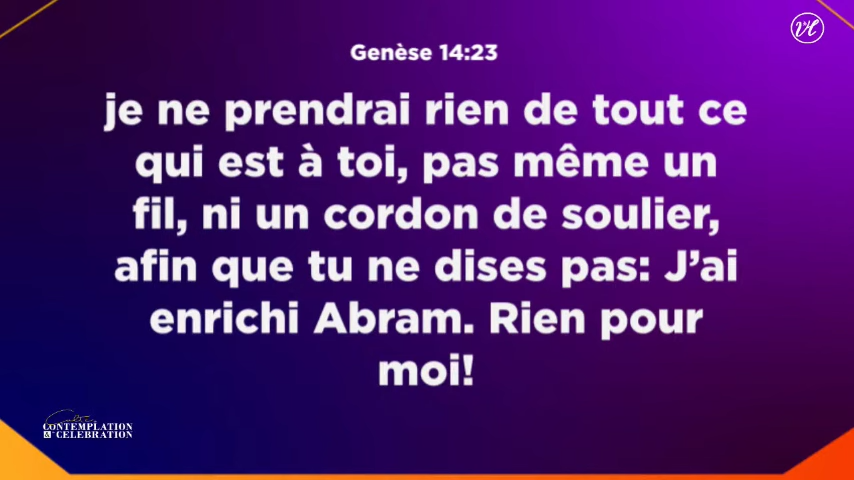 Genèse 14:23
je ne prendrai rien de tout ce
qui est à toi, pas même un
fil, ni un cordon de soulier,
afin que tu ne dises pas: J’ai
enrichi Abram. Rien pour
moi!
Culte
CONTEMPLATION
& CELEBRATION